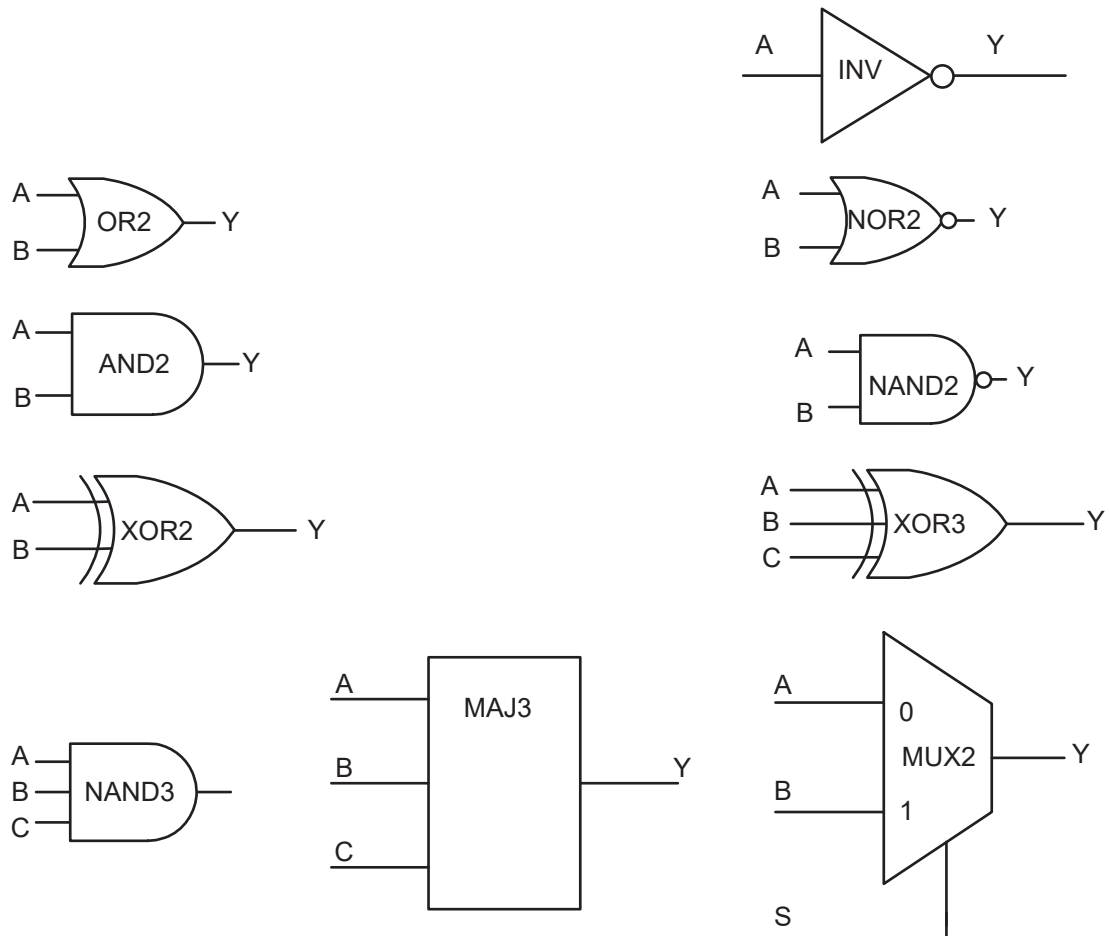 A INV Y
A OR2 Y
B
A NOR2 Y
B
A AND2 Y
B
A NAND2 Y
B
A XOR2 Y
B
A
B XOR3 Y
C
A
B NAND3
C
A MAJ3
B Y
C
A 0
MUX2 Y
B 1
S